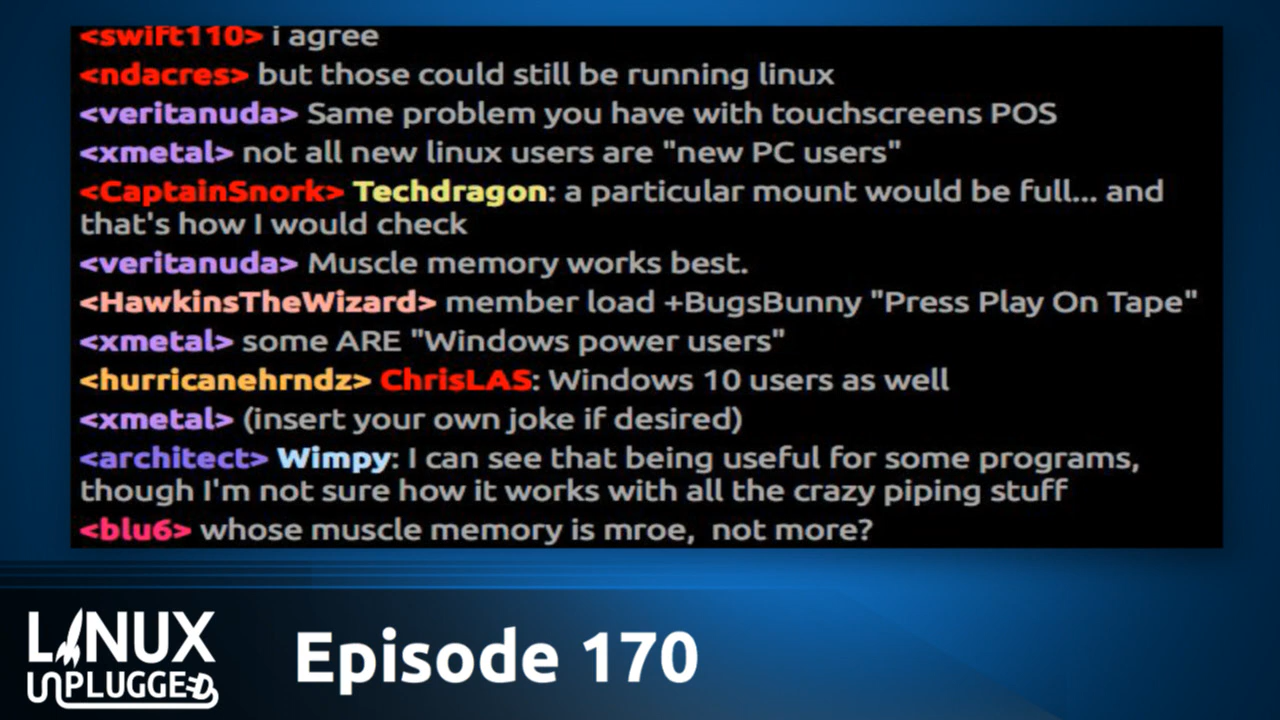 <swift110> i agree
<ndacres> but those could still be running linux
<veritanuda> Same problem you have with touchscreens POS
<xmetal> not all new linux users are "new PC users"
<CaptainSnork> Techdragon: a particular mount would be full... and
that's how I would check
<veritanuda> Muscle memory works best.
<HawkinsTheWizard> member load +BugsBunny "Press Play On Tape"
<xmetal> some ARE "Windows power users"
<hurricanehrndz> ChrisLAS: Windows 10 users as well
<xmetal> (insert your own joke if desired)
<architect> Wimpy: I can see that being useful for some programs,
though I'm not sure how it works with all the crazy piping stuff
<blu6> whose muscle memory is mroe,  not more?
LINUX
UNPLUGGED
Episode 170